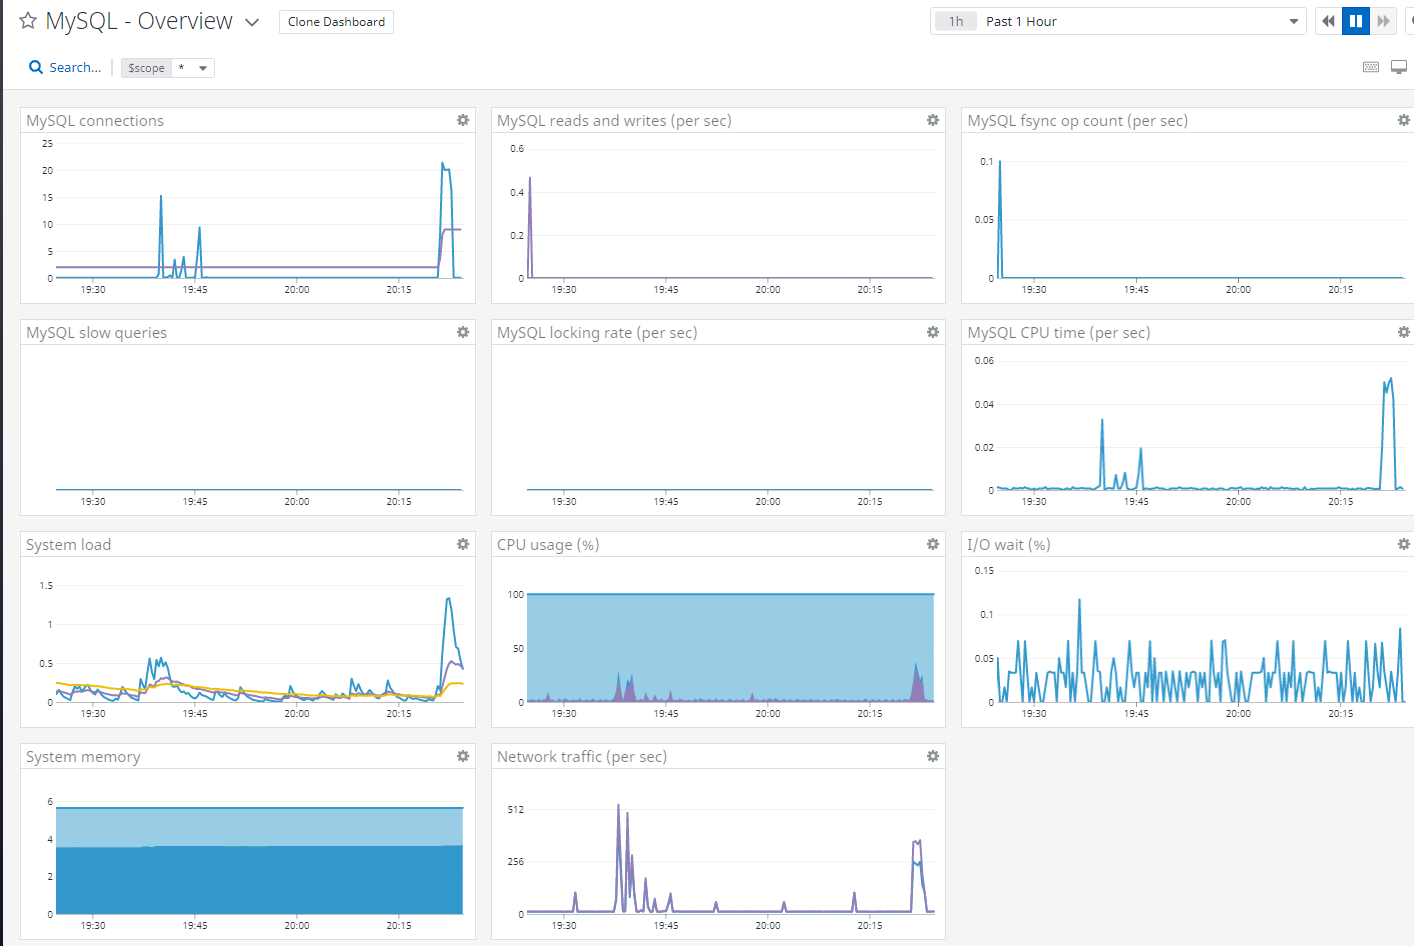 MySQL - Overview
Clone Dashboard
1h Past 1 Hour
Search...
$scope *
MySQL connections
25
20
15
10
5
0
19:30 19:45 20:00 20:15
MySQL reads and writes (per sec)
0.6
0.4
0.2
0
19:30 19:45 20:00 20:15
MySQL fsync op count (per sec)
0.1
0.05
0
19:30 19:45 20:00 20:15
MySQL slow queries
19:30 19:45 20:00 20:15
MySQL locking rate (per sec)
19:30 19:45 20:00 20:15
MySQL CPU time (per sec)
0.06
0.04
0.02
0
19:30 19:45 20:00 20:15
System load
1.5
1
0.5
0
19:30 19:45 20:00 20:15
CPU usage (%)
100
50
0
19:30 19:45 20:00 20:15
I/O wait (%)
0.15
0.1
0.05
0
19:30 19:45 20:00 20:15
System memory
6
4
2
0
19:30 19:45 20:00 20:15
Network traffic (per sec)
512
256
0
19:30 19:45 20:00 20:15